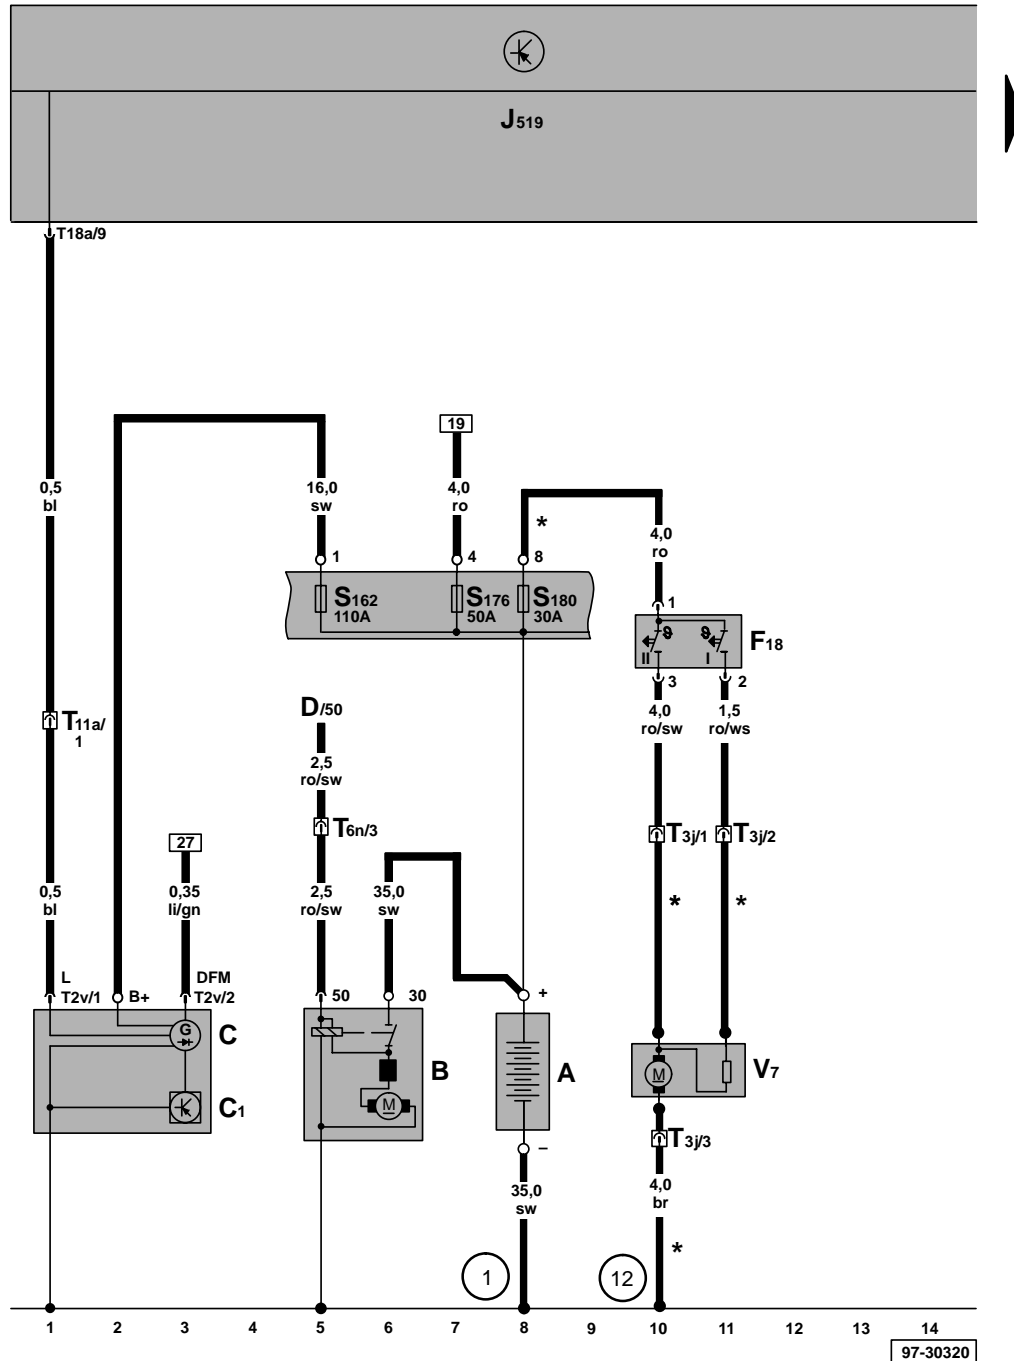 J519
T18a/9
19
0,5
bl
16,0
sw
4,0
ro
*
4,0
ro
1
4
8
S162
110A
S176
50A
S180
30A
1
ϑ
ϑ
II
I
F18
3
2
D/50
4,0
ro/sw
1,5
ro/ws
T11a/
1
2,5
ro/sw
T6n/3
T3j/1
T3j/2
27
0,5
bl
0,35
li/gn
2,5
ro/sw
35,0
sw
*
*
L
T2v/1
B+
DFM
T2v/2
50
30
+
G
C
C1
M
B
A
M
V7
−
T3j/3
35,0
sw
4,0
br
*
1
12
1 2 3 4 5 6 7 8 9 10 11 12 13 14
97-30320